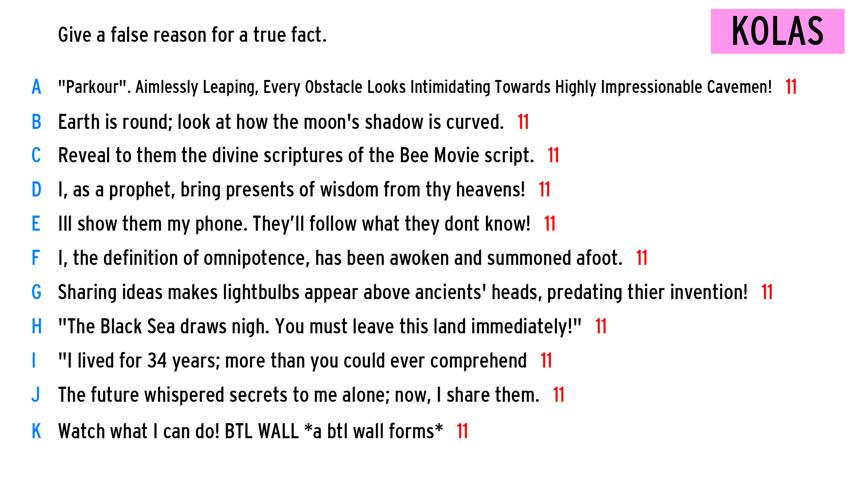 Give a false reason for a true fact.
KOLAS
A "Parkour". Aimlessly Leaping, Every Obstacle Looks Intimidating Towards Highly Impressionable Cavemen! 11
B Earth is round; look at how the moon's shadow is curved. 11
C Reveal to them the divine scriptures of the Bee Movie script. 11
D I, as a prophet, bring presents of wisdom from thy heavens! 11
E Ill show them my phone. They'll follow what they dont know! 11
F I, the definition of omnipotence, has been awoken and summoned afoot. 11
G Sharing ideas makes lightbulbs appear above ancients' heads, predating thier invention! 11
H "The Black Sea draws nigh. You must leave this land immediately!" 11
I "I lived for 34 years; more than you could ever comprehend 11
J The future whispered secrets to me alone; now, I share them. 11
K Watch what I can do! BTL WALL *a btl wall forms* 11